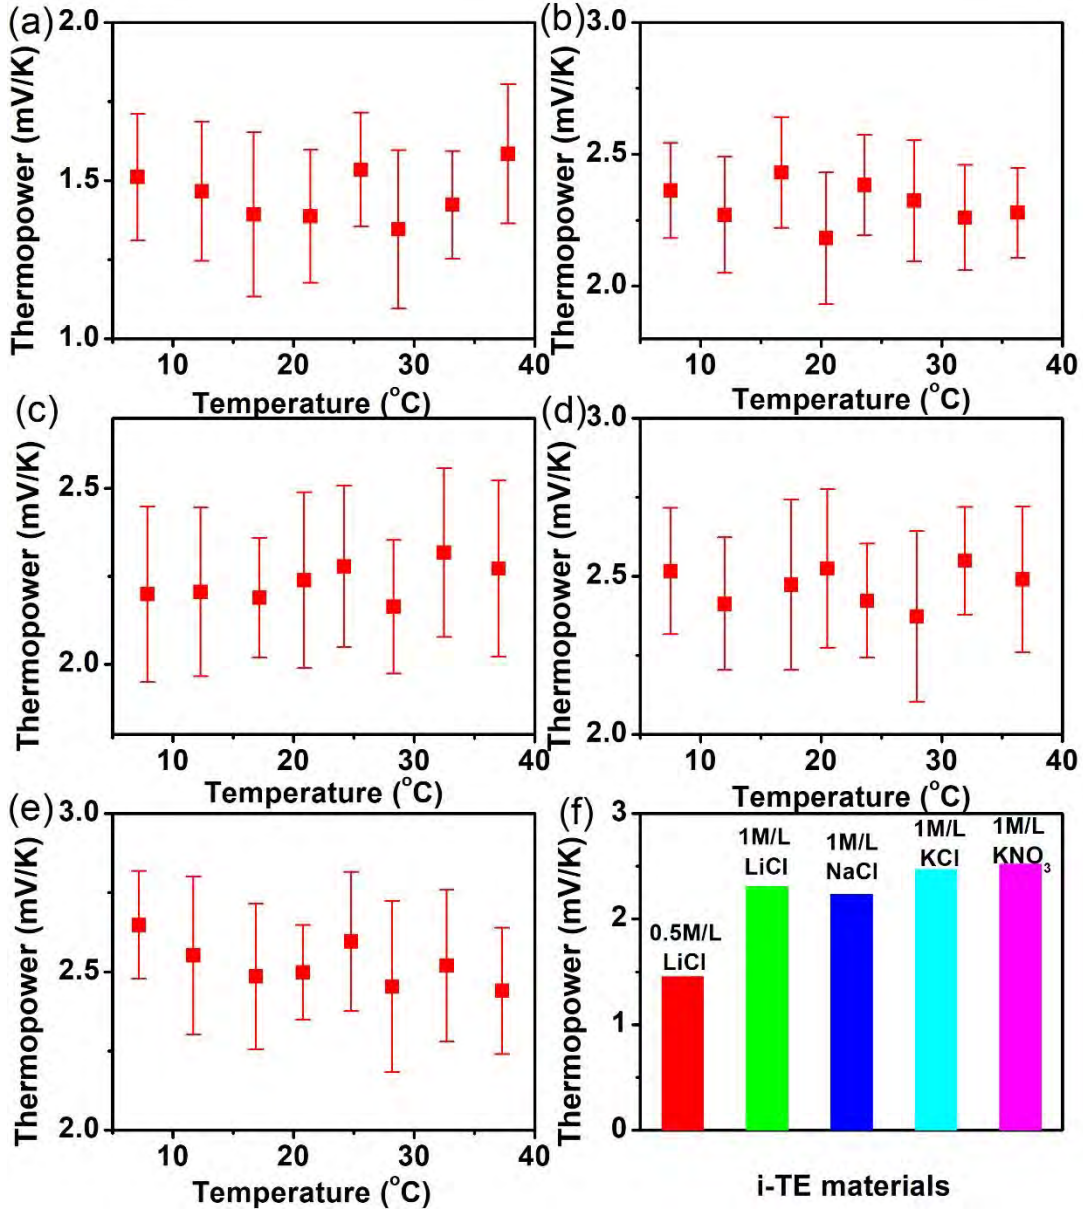 (a)
2.0
1.5
1.0
Thermopower (mV/K)
10 20 30 40
Temperature (°C)
(b)
3.0
2.5
2.0
Thermopower (mV/K)
10 20 30 40
Temperature (°C)
(c)
2.5
2.0
Thermopower (mV/K)
10 20 30 40
Temperature (°C)
(d)
3.0
2.5
2.0
Thermopower (mV/K)
10 20 30 40
Temperature (°C)
(e)
3.0
2.5
2.0
Thermopower (mV/K)
10 20 30 40
Temperature (°C)
(f)
3
2
1
0
Thermopower (mV/K)
0.5M/L
LiCl
1M/L
LiCl
1M/L
NaCl
1M/L
KCl
1M/L
KNO₃
i-TE materials